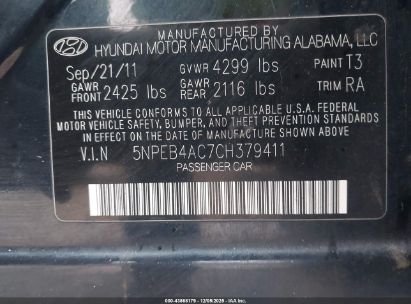 MANUFACTURED BY
HYUNDAI MOTOR MANUFACTURING ALABAMA, LLC
Sep/21/11 GVWR 4299 lbs PAINT T3
GAWR FRONT 2425 lbs GAWR REAR 2116 lbs TRIM RA
THIS VEHICLE CONFORMS TO ALL APPLICABLE U.S.A. FEDERAL
MOTOR VEHICLE SAFETY, BUMPER, AND THEFT PREVENTION STANDARDS
IN EFFECT ON THE DATE OF MANUFACTURE SHOWN ABOVE.
V.I.N 5NPEB4AC7CH379411
PASSENGER CAR